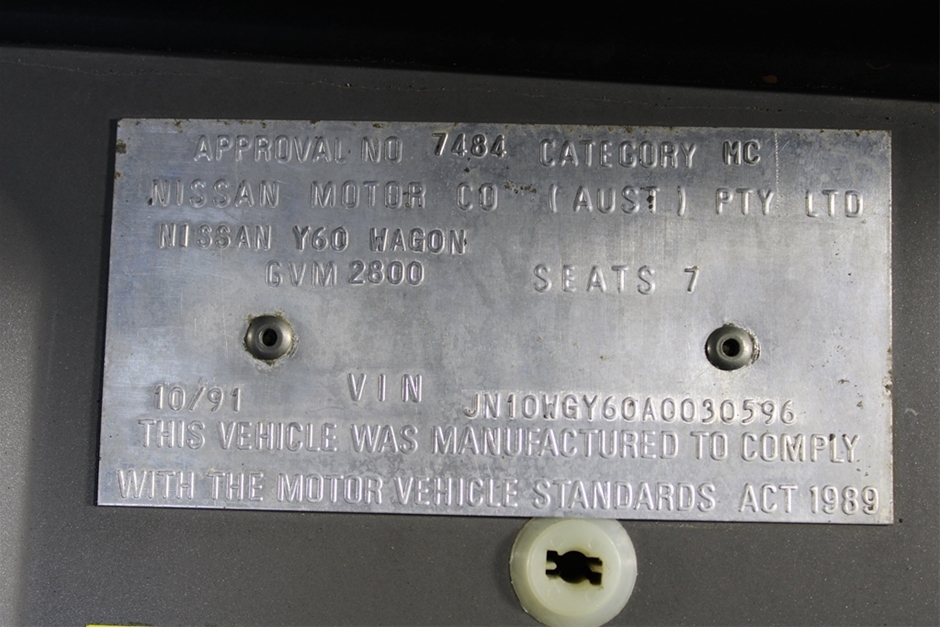 APPROVAL NO 7484 CATEGORY MC
NISSAN MOTOR CO (AUST) PTY LTD
NISSAN Y60 WAGON
GVM 2800 SEATS 7
10/91 VIN JN10WGY60A0030596
THIS VEHICLE WAS MANUFACTURED TO COMPLY
WITH THE MOTOR VEHICLE STANDARDS ACT 1989